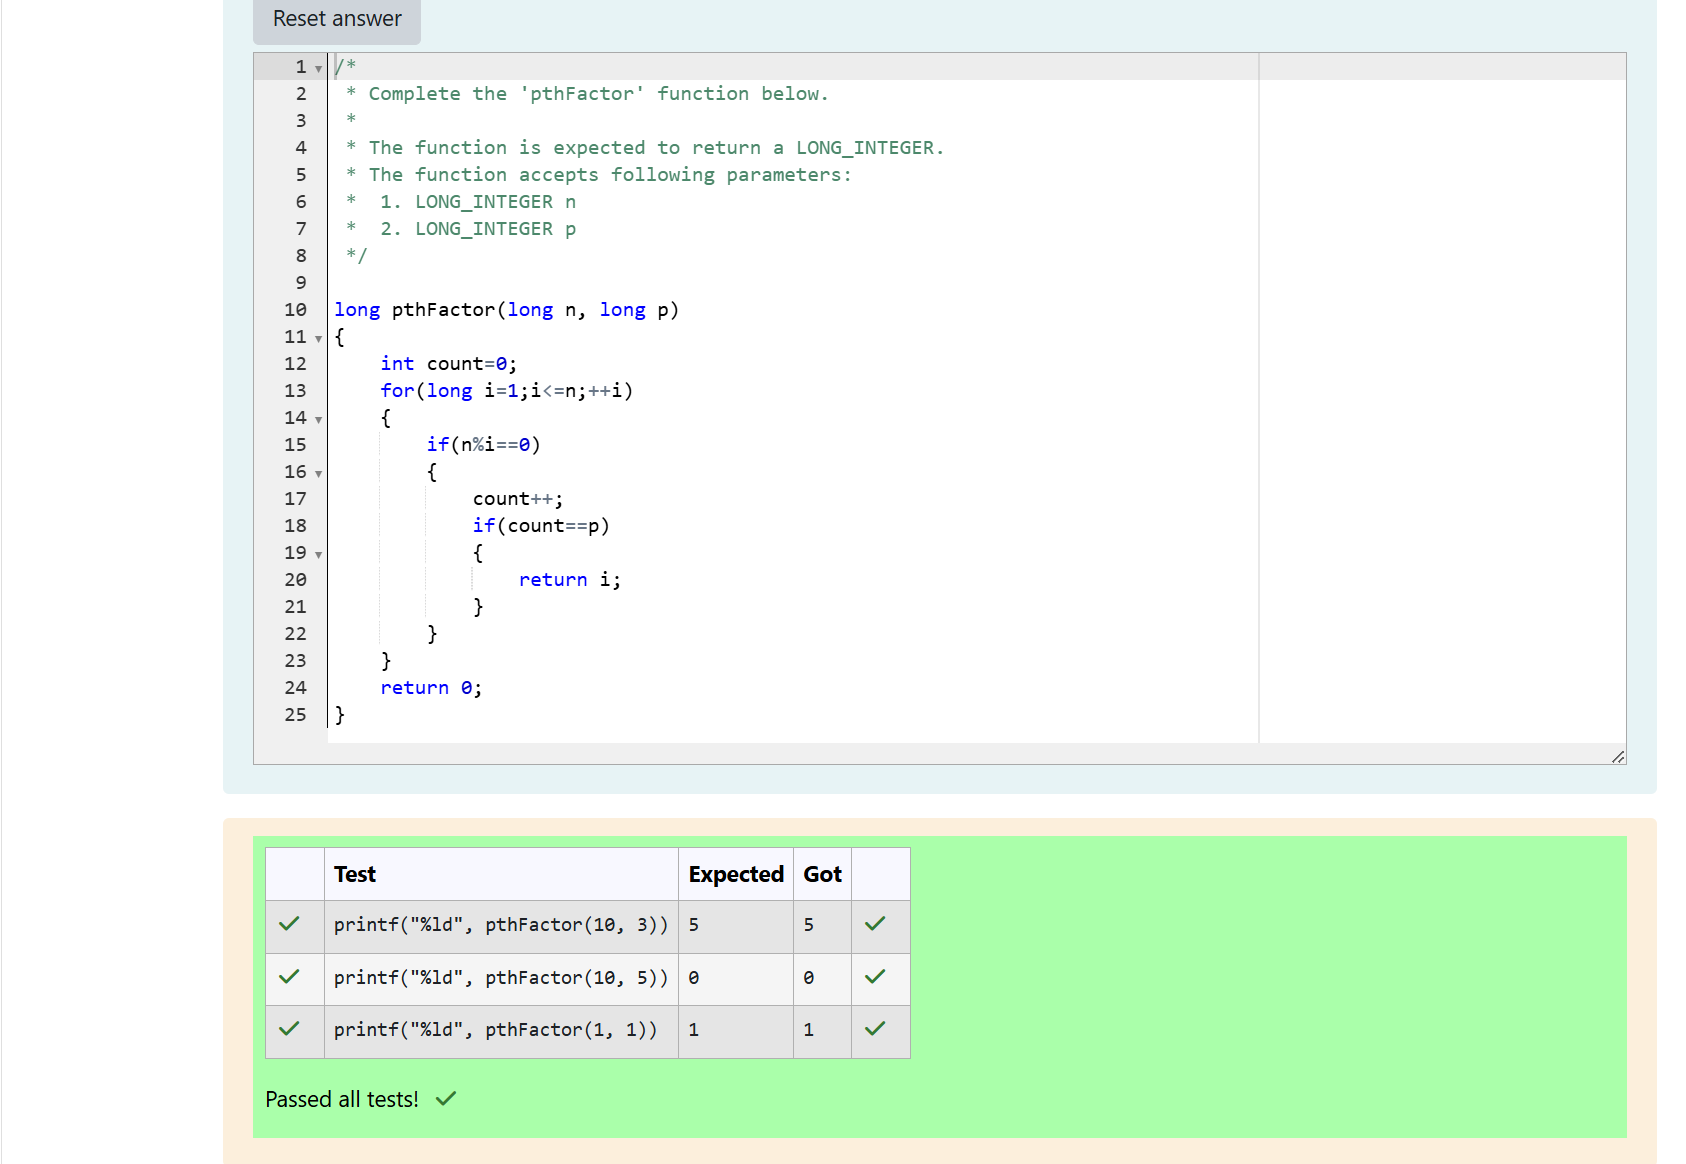 Reset answer
1 /*
2  * Complete the 'pthFactor' function below.
3  *
4  * The function is expected to return a LONG_INTEGER.
5  * The function accepts following parameters:
6  *  1. LONG_INTEGER n
7  *  2. LONG_INTEGER p
8  */
9
10 long pthFactor(long n, long p)
11 {
12     int count=0;
13     for(long i=1;i<=n;++i)
14     {
15         if(n%i==0)
16         {
17             count++;
18             if(count==p)
19             {
20                 return i;
21             }
22         }
23     }
24     return 0;
25 }
Test Expected Got
printf("%ld", pthFactor(10, 3)) 5 5
printf("%ld", pthFactor(10, 5)) 0 0
printf("%ld", pthFactor(1, 1)) 1 1
Passed all tests!